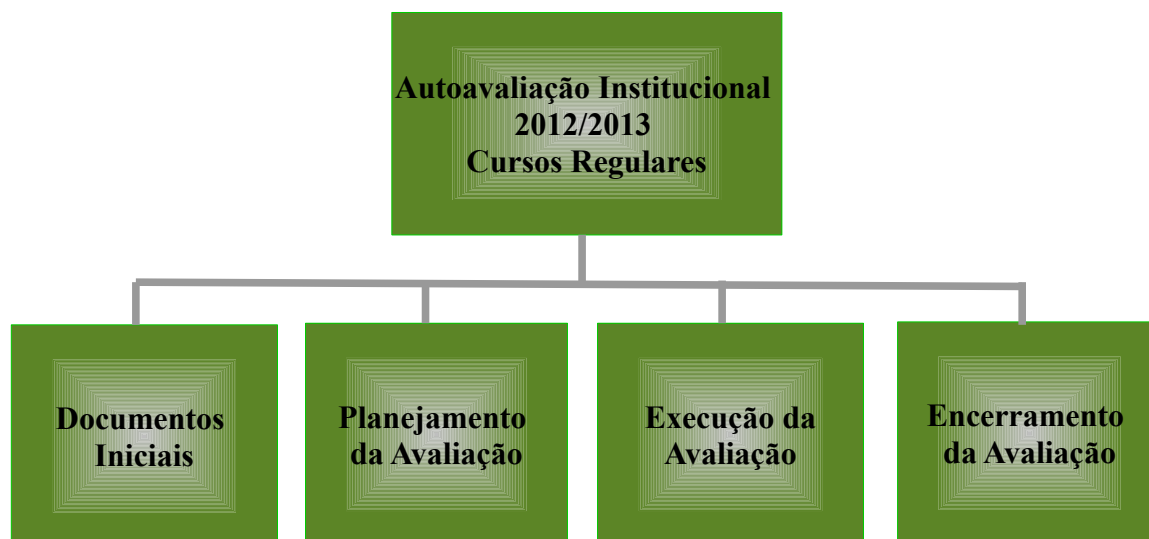 Autoavaliação Institucional
2012/2013
Cursos Regulares
Documentos
Iniciais
Planejamento
da Avaliação
Execução da
Avaliação
Encerramento
da Avaliação